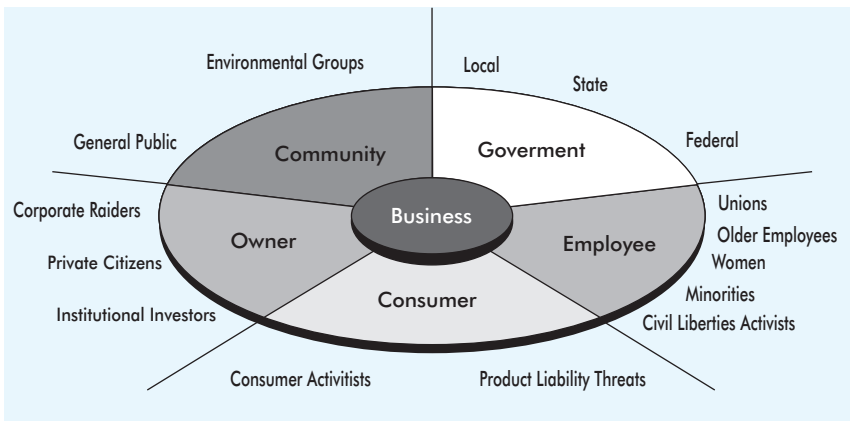 Environmental Groups
Local
State
General Public
Community
Goverment
Federal
Corporate Raiders
Business
Unions
Owner
Employee
Older Employees
Private Citizens
Women
Consumer
Minorities
Institutional Investors
Civil Liberties Activists
Consumer Activitists
Product Liability Threats